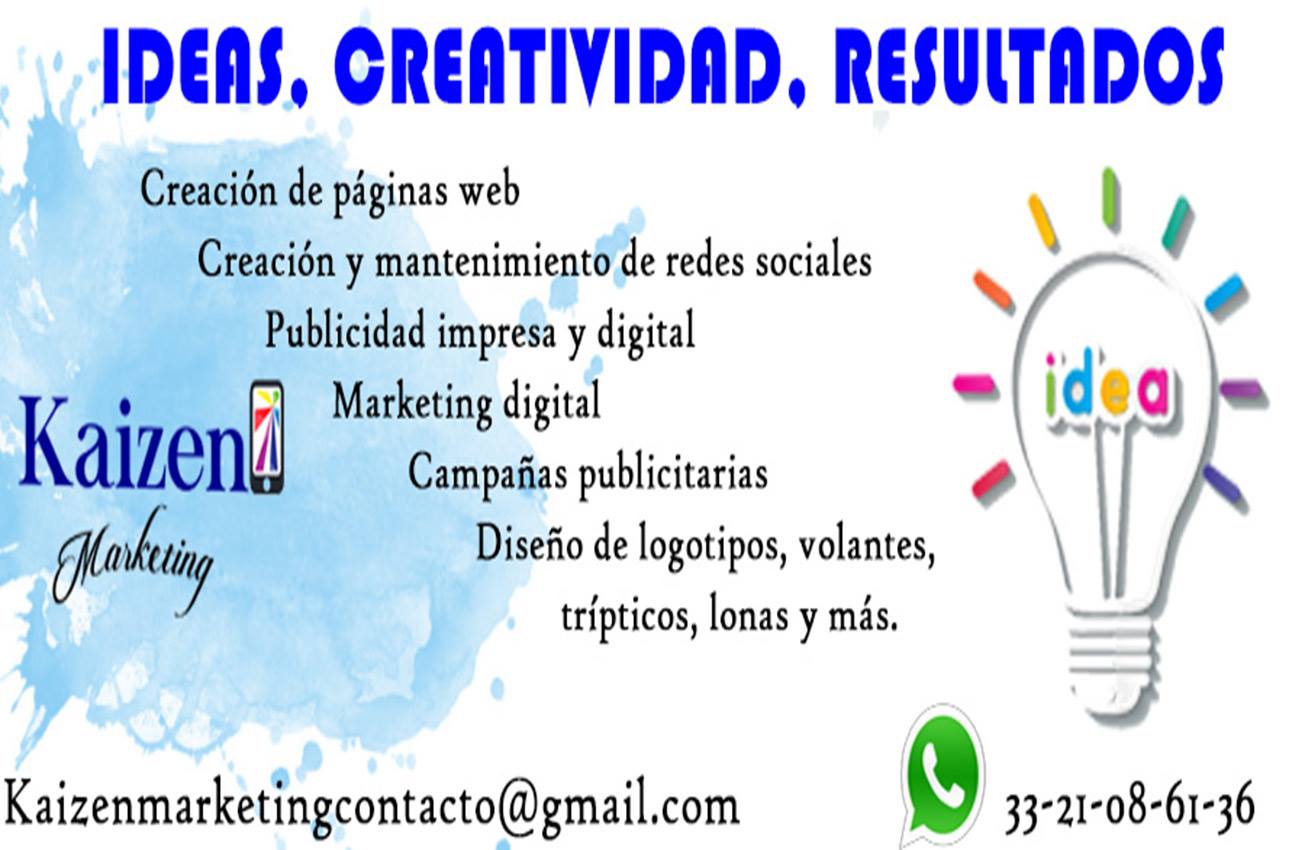 IDEAS, CREATIVIDAD, RESULTADOS
Creación de páginas web
Creación y mantenimiento de redes sociales
Publicidad impresa y digital
Kaizen
Marketing
Marketing digital
Campañas publicitarias
Diseño de logotipos, volantes,
trípticos, lonas y más.
idea
Kaizenmarketingcontacto@gmail.com
33-21-08-61-36